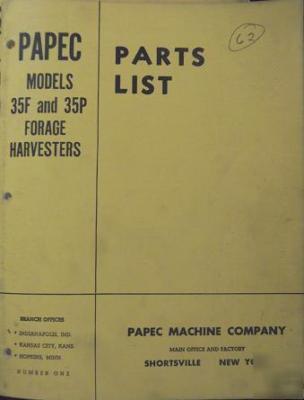 PAPEC
MODELS
35F and 35P
FORAGE
HARVESTERS
PARTS
LIST
62
BRANCH OFFICES
• INDIANAPOLIS, IND.
• KANSAS CITY, KANS.
• HOPKINS, MINN
NUMBER ONE
PAPEC MACHINE COMPANY
MAIN OFFICE AND FACTORY
SHORTSVILLE NEW YO